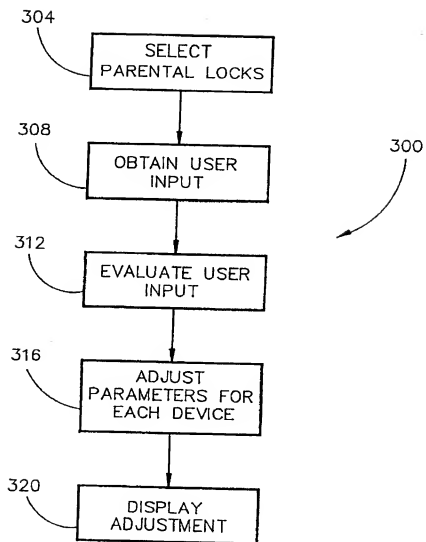 304
SELECT
PARENTAL LOCKS
308
OBTAIN USER
INPUT
300
312
EVALUATE USER
INPUT
316
ADJUST
PARAMETERS FOR
EACH DEVICE
320
DISPLAY
ADJUSTMENT